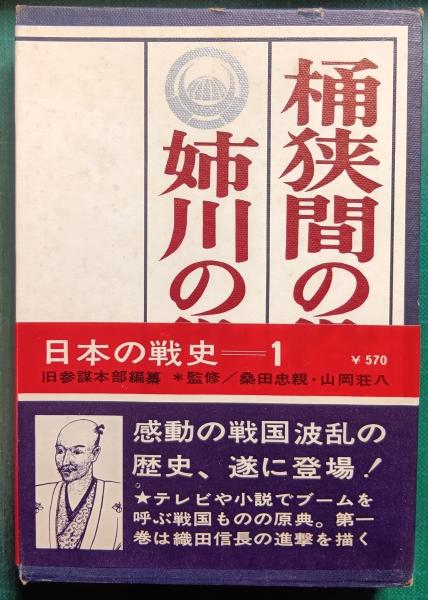 桶狭間の
姉川の
日本の戦史━1
¥570
旧参謀本部編纂 *監修/桑田忠親・山岡荘八
感動の戦国波乱の
歴史、遂に登場!
★テレビや小説でブームを
呼ぶ戦国ものの原典。第一
巻は織田信長の進撃を描く